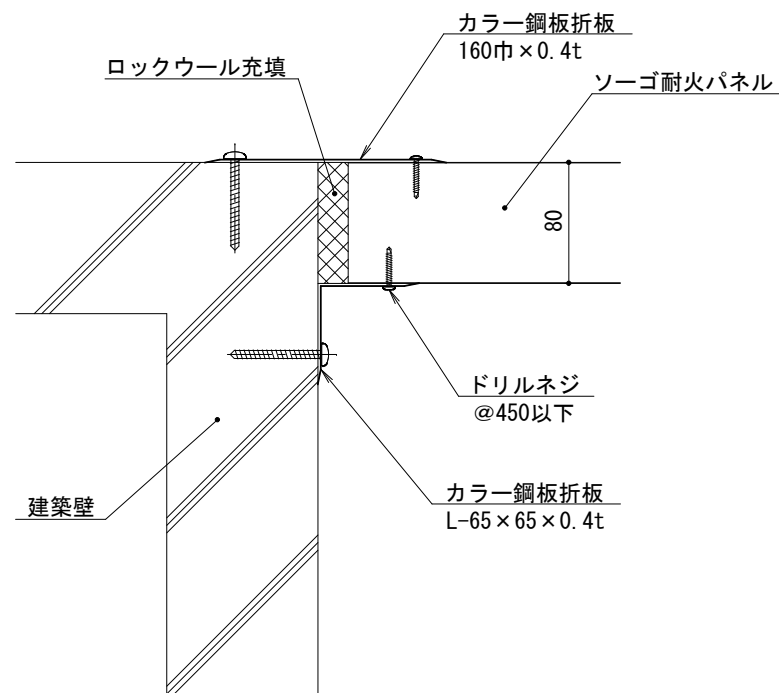 カラー鋼板折板
160巾×0.4t
ロックウール充填
ソーゴ耐火パネル
80
ドリルネジ
@450以下
カラー鋼板折板
L-65×65×0.4t
建築壁